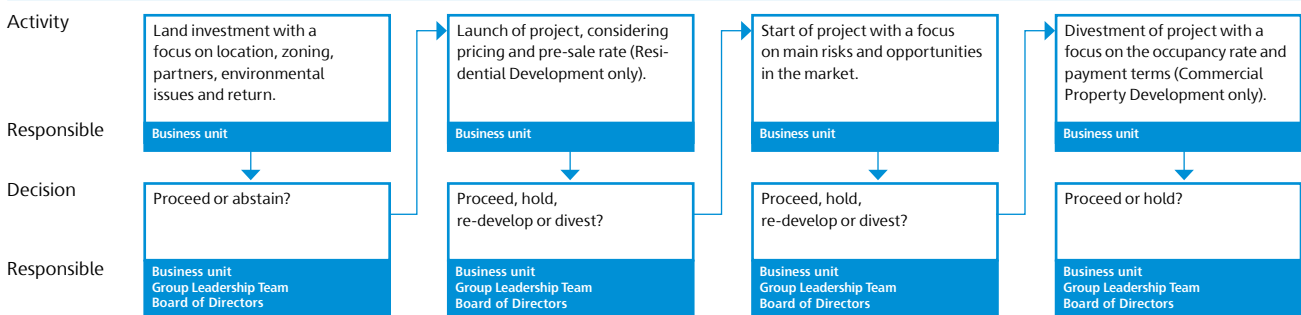 Activity
Land investment with a
focus on location, zoning,
partners, environmental
issues and return.
Launch of project, considering
pricing and pre-sale rate (Resi-
dential Development only).
Start of project with a focus
on main risks and opportunities
in the market.
Divestment of project with a
focus on the occupancy rate and
payment terms (Commercial
Property Development only).
Responsible
Business unit
Business unit
Business unit
Business unit
Decision
Proceed or abstain?
Proceed, hold,
re-develop or divest?
Proceed, hold,
re-develop or divest?
Proceed or hold?
Responsible
Business unit
Group Leadership Team
Board of Directors
Business unit
Group Leadership Team
Board of Directors
Business unit
Group Leadership Team
Board of Directors
Business unit
Group Leadership Team
Board of Directors